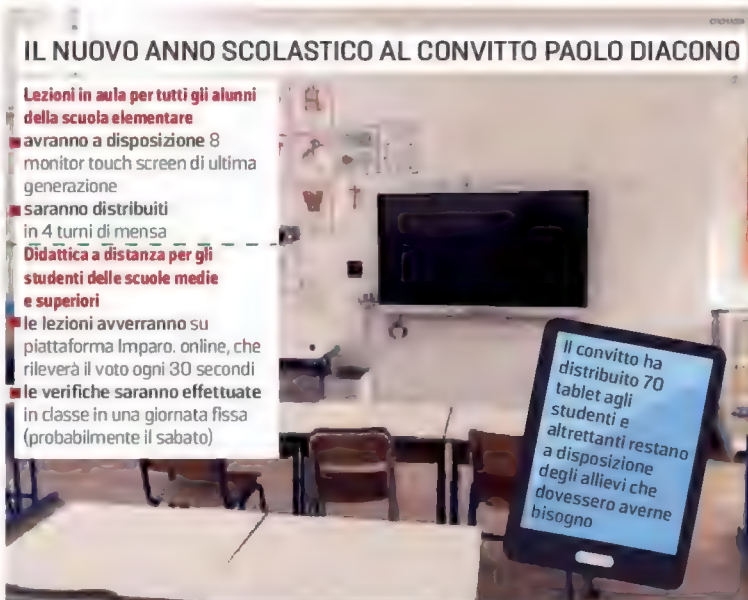 IL NUOVO ANNO SCOLASTICO AL CONVITTO PAOLO DIACONO
Lezioni in aula per tutti gli alunni
della scuola elementare
avranno a disposizione 8
monitor touch screen di ultima
generazione
saranno distribuiti
in 4 turni di mensa
Didattica a distanza per gli
studenti delle scuole medie
e superiori
le lezioni avverranno su
piattaforma Imparo. online, che
rileverà il voto ogni 30 secondi
le verifiche saranno effettuate
in classe in una giornata fissa
(probabilmente il sabato)
Il convitto ha
distribuito 70
tablet agli
studenti e
altrettanti restano
a disposizione
degli allievi che
dovessero averne
bisogno